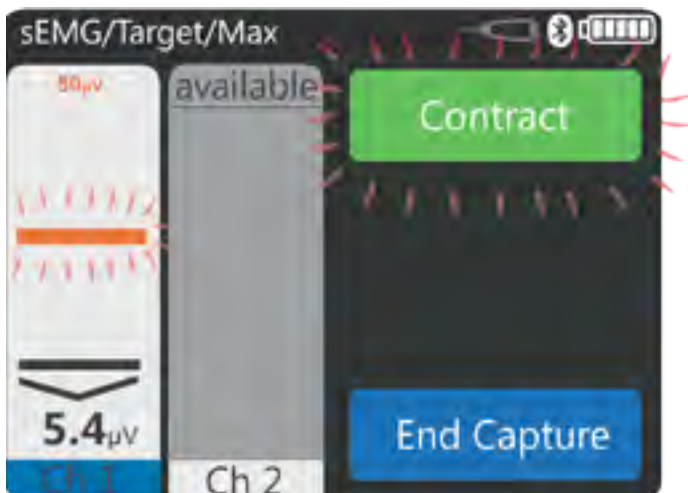 sEMG/Target/Max
50µV
available
Contract
5.4µV
End Capture
Ch 1
Ch 2